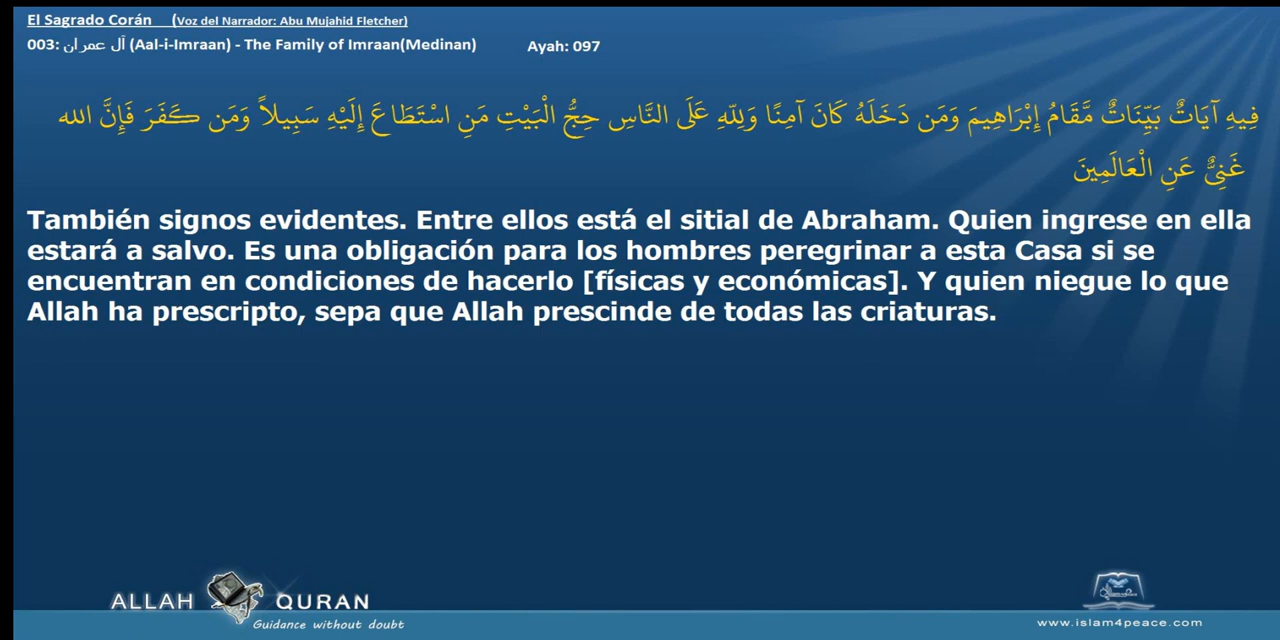 El Sagrado Corán (Voz del Narrador: Abu Mujahid Fletcher)
003: آل عمران (Aal-i-Imraan) - The Family of Imraan(Medinan) Ayah: 097
فِيهِ آيَاتٌ بَيِّنَاتٌ مَّقَامُ إِبْرَاهِيمَ وَمَن دَخَلَهُ كَانَ آمِنًا وَلِلّهِ عَلَى النَّاسِ حِجُّ الْبَيْتِ مَنِ اسْتَطَاعَ إِلَيْهِ سَبِيلاً وَمَن كَفَرَ فَإِنَّ الله
غَنِيٌّ عَنِ الْعَالَمِينَ
También signos evidentes. Entre ellos está el sitial de Abraham. Quien ingrese en ella
estará a salvo. Es una obligación para los hombres peregrinar a esta Casa si se
encuentran en condiciones de hacerlo [físicas y económicas]. Y quien niegue lo que
Allah ha prescripto, sepa que Allah prescinde de todas las criaturas.
ALLAH QURAN
Guidance without doubt
www.islam4peace.com